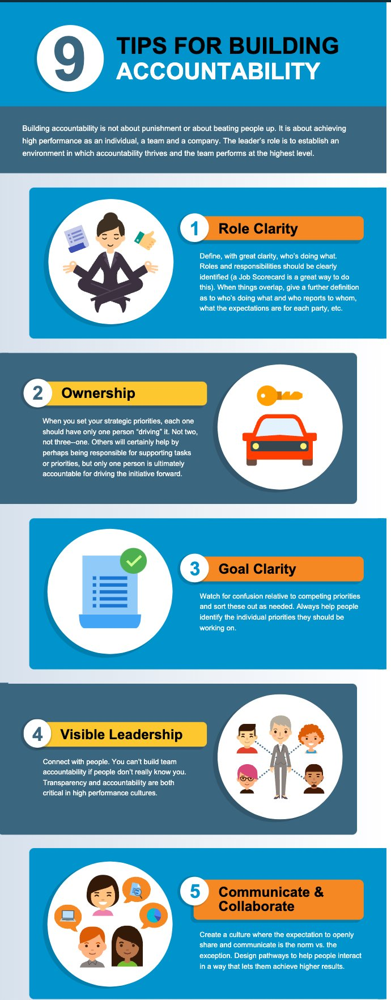 9
TIPS FOR BUILDING
ACCOUNTABILITY
Building accountability is not about punishment or about beating people up. It is about achieving
high performance as an individual, a team and a company. The leader's role is to establish an
environment in which accountability thrives and the team performs at the highest level.
1 Role Clarity
Define, with great clarity, who's doing what.
Roles and responsibilities should be clearly
identified (a Job Scorecard is a great way to do
this). When things overlap, give a further definition
as to who's doing what and who reports to whom,
what the expectations are for each party, etc.
2 Ownership
When you set your strategic priorities, each one
should have only one person “driving” it. Not two,
not three--one. Others will certainly help by
perhaps being responsible for supporting tasks
or priorities, but only one person is ultimately
accountable for driving the initiative forward.
3 Goal Clarity
Watch for confusion relative to competing priorities
and sort these out as needed. Always help people
identify the individual priorities they should be
working on.
4 Visible Leadership
Connect with people. You can't build team
accountability if people don't really know you.
Transparency and accountability are both
critical in high performance cultures.
5 Communicate &
Collaborate
Create a culture where the expectation to openly
share and communicate is the norm vs. the
exception. Design pathways to help people interact
in a way that lets them achieve higher results.